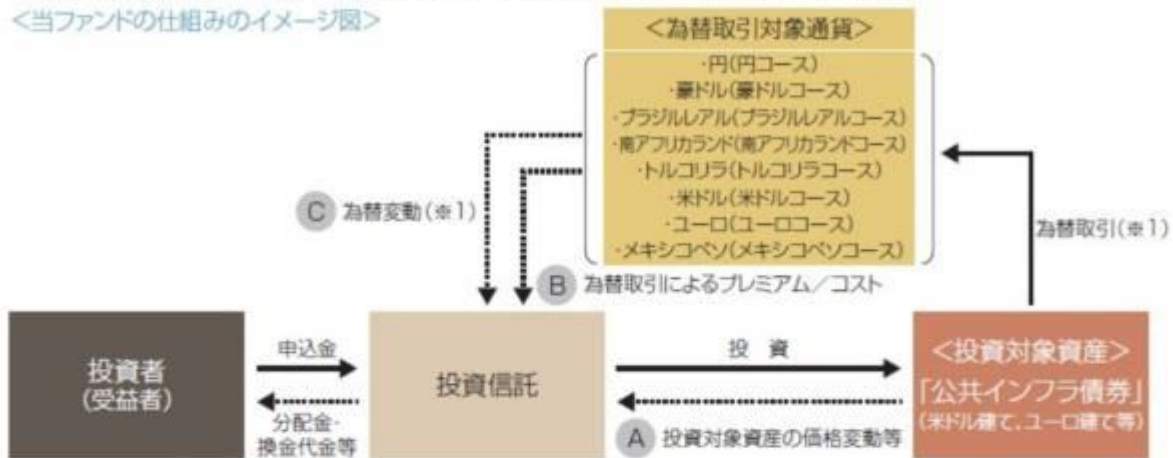 <当ファンドの仕組みのイメージ図>
<為替取引対象通貨>
・円(円コース)
・豪ドル(豪ドルコース)
・ブラジルレアル(ブラジルレアルコース)
・南アフリカランド(南アフリカランドコース)
・トルコリラ(トルコリラコース)
・米ドル(米ドルコース)
・ユーロ(ユーロコース)
・メキシコペソ(メキシコペソコース)
C 為替変動(※1)
為替取引(※1)
B 為替取引によるプレミアム/コスト
投資者
(受益者)
申込金
分配金・
換金代金等
投資信託
投 資
A 投資対象資産の価格変動等
<投資対象資産>
「公共インフラ債券」
(米ドル建て、ユーロ建て等)